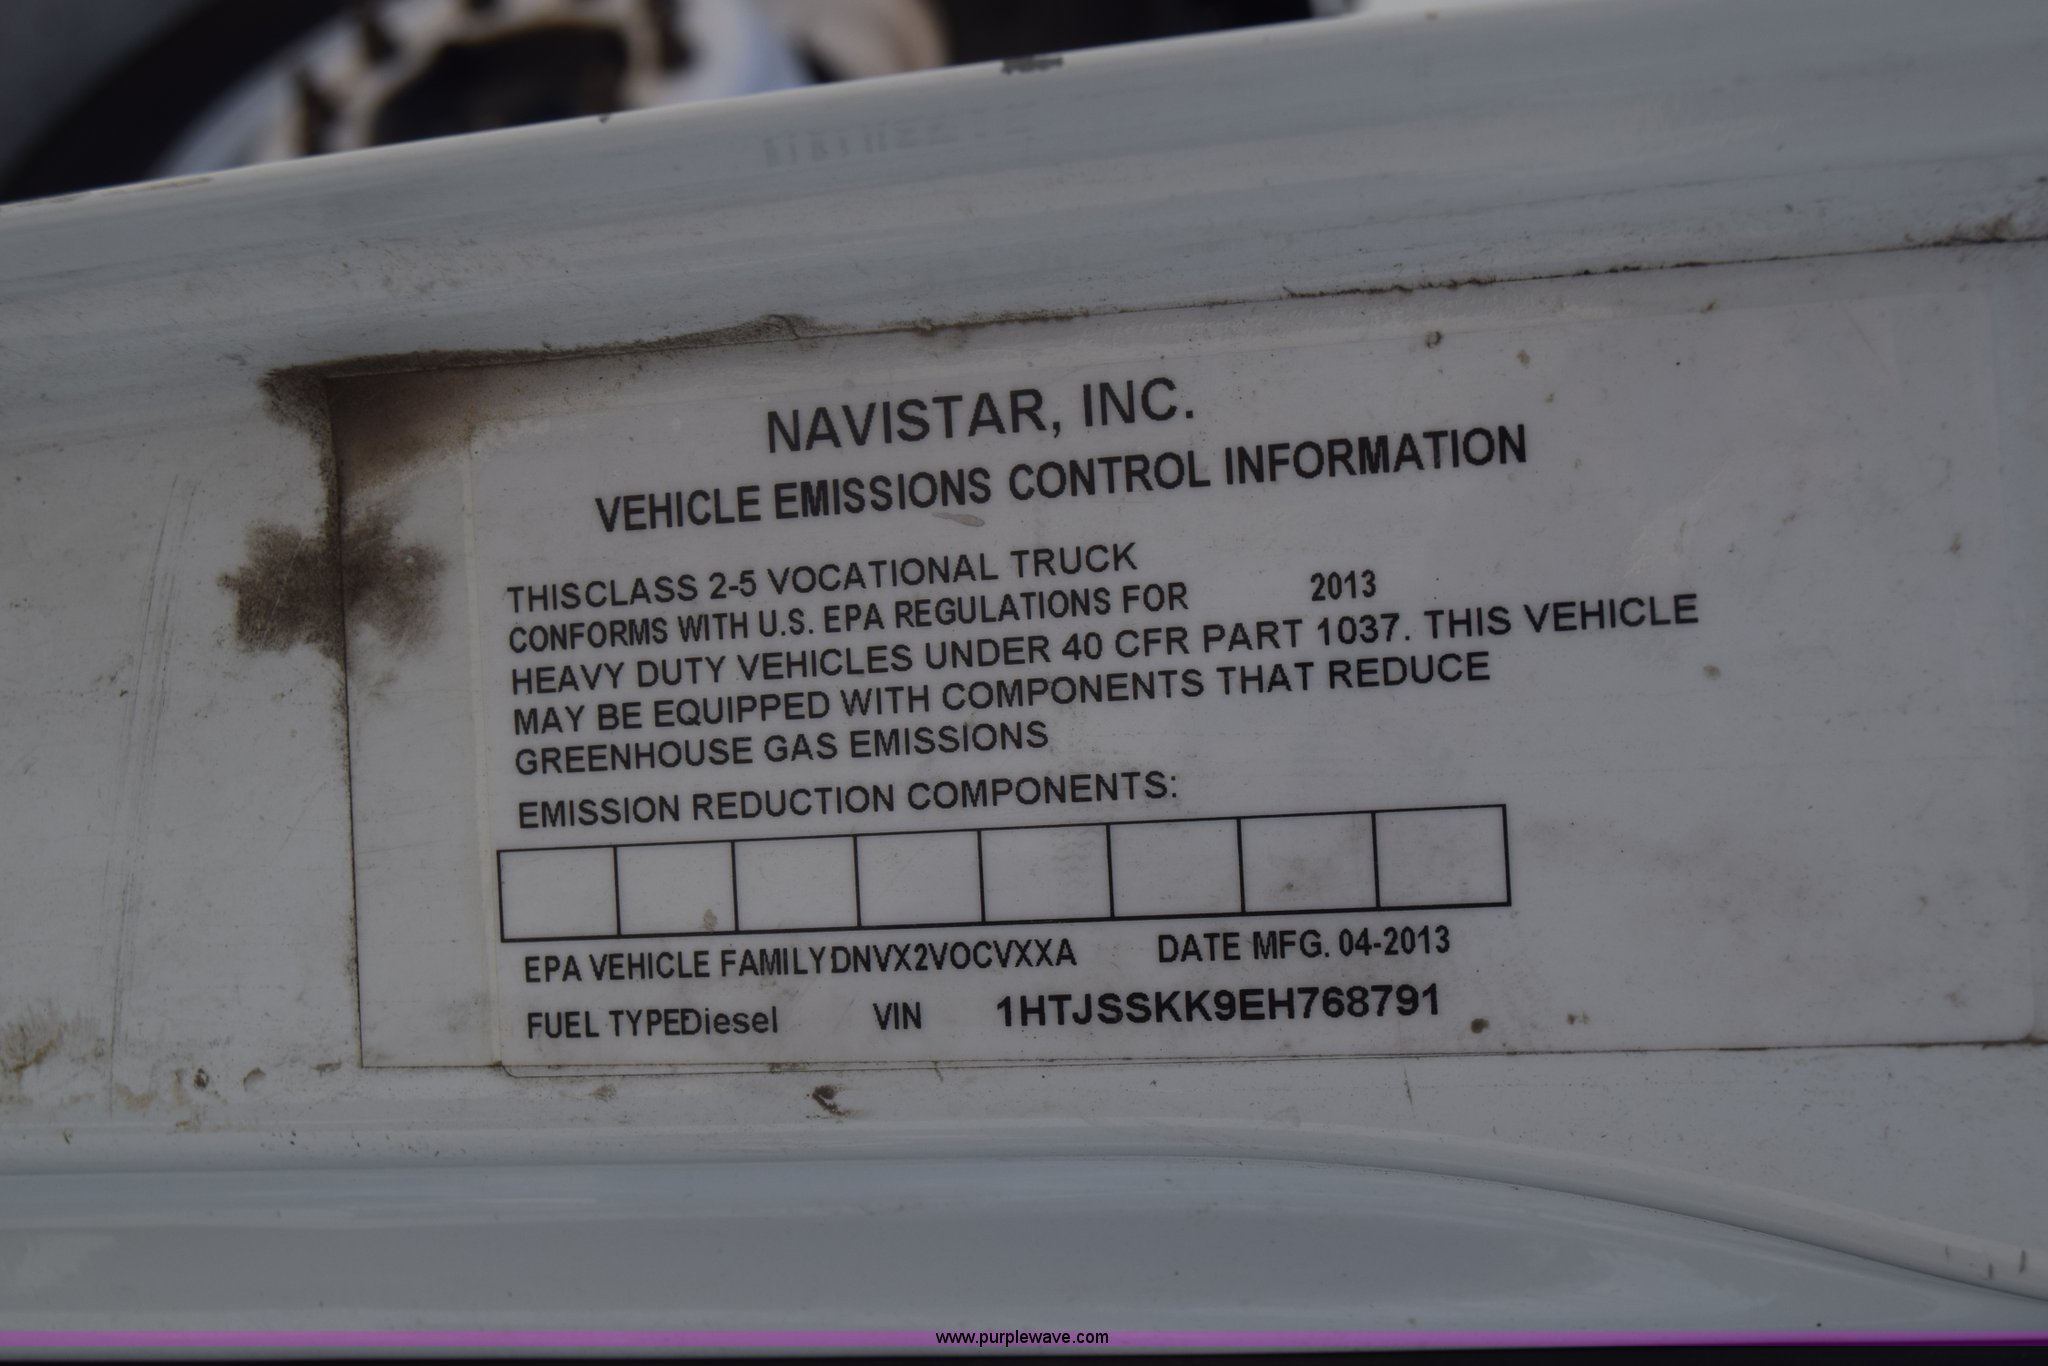 NAVISTAR, INC.
VEHICLE EMISSIONS CONTROL INFORMATION
THISCLASS 2-5 VOCATIONAL TRUCK
CONFORMS WITH U.S. EPA REGULATIONS FOR 2013
HEAVY DUTY VEHICLES UNDER 40 CFR PART 1037. THIS VEHICLE
MAY BE EQUIPPED WITH COMPONENTS THAT REDUCE
GREENHOUSE GAS EMISSIONS
EMISSION REDUCTION COMPONENTS:
EPA VEHICLE FAMILYDNVX2VOCVXXA DATE MFG. 04-2013
FUEL TYPEDiesel VIN 1HTJSSKK9EH768791
www.purplewave.com